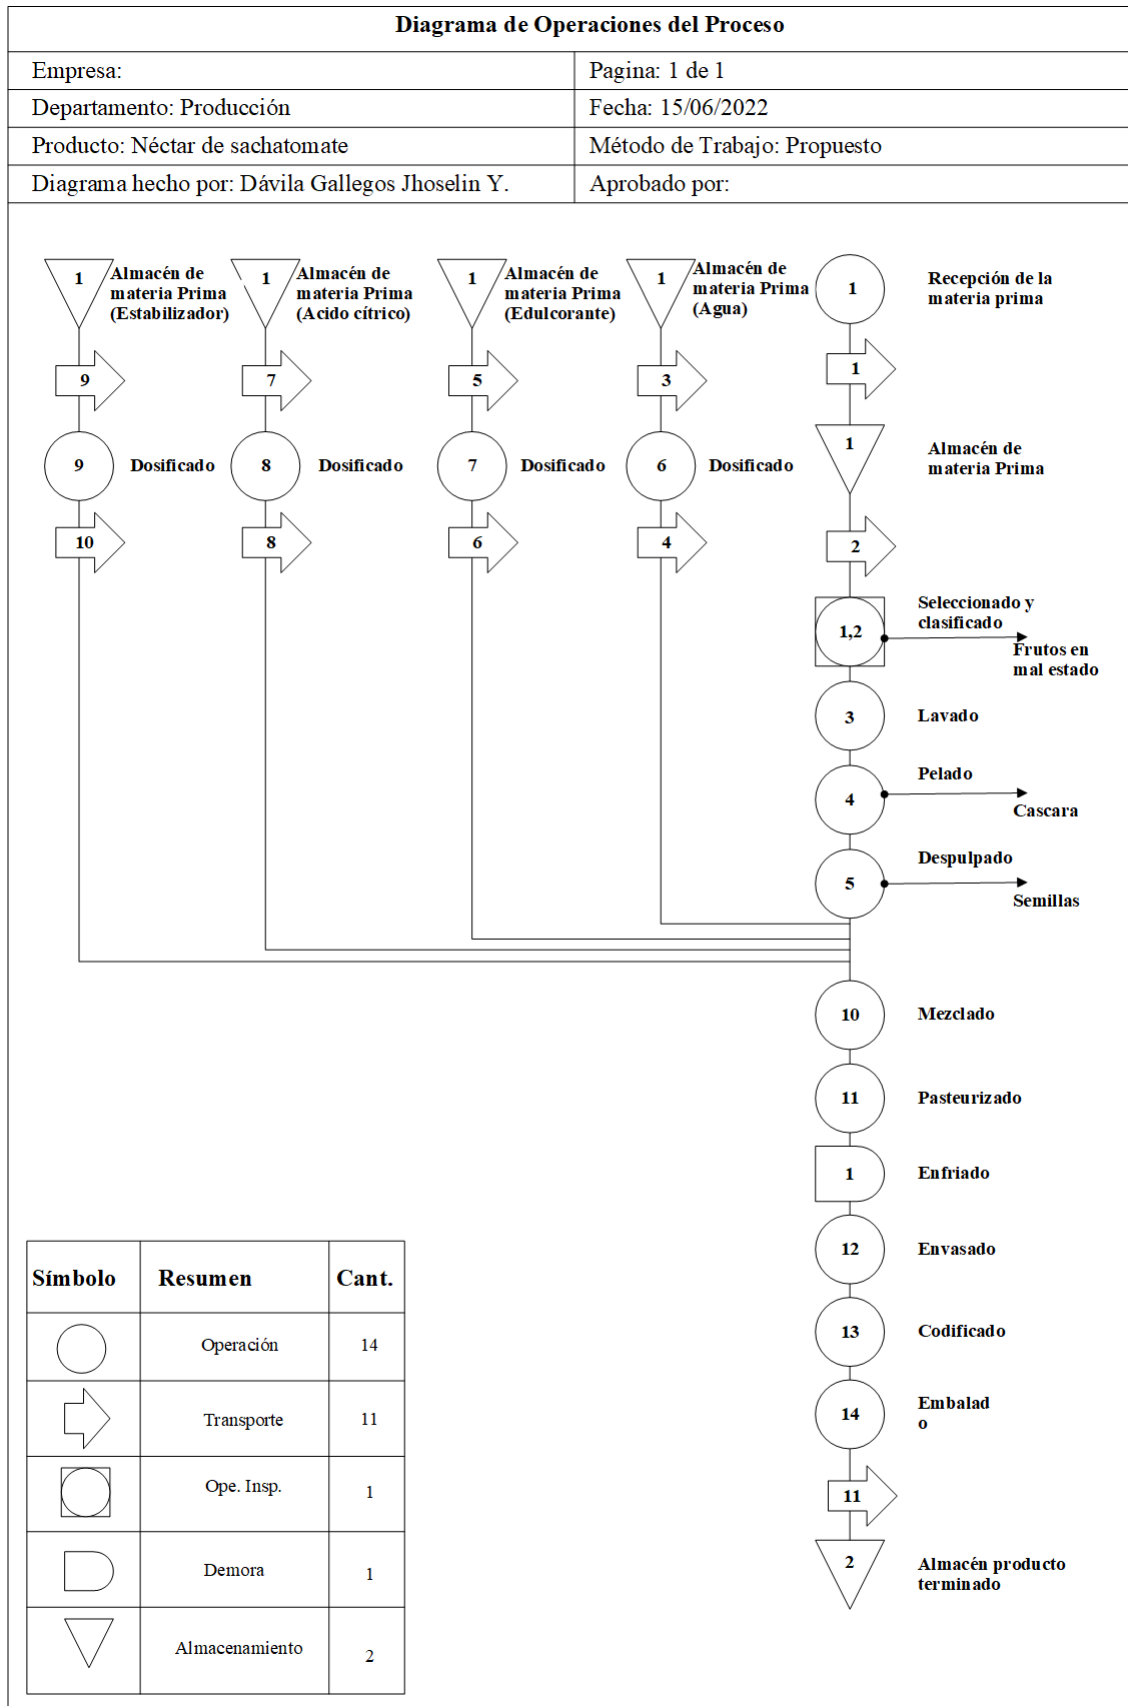 Diagrama de Operaciones del Proceso
Empresa:
Pagina: 1 de 1
Departamento: Producción
Fecha: 15/06/2022
Producto: Néctar de sachatomate
Método de Trabajo: Propuesto
Diagrama hecho por: Dávila Gallegos Jhoselin Y.
Aprobado por:
1
Almacén de
materia Prima
(Estabilizador)
1
Almacén de
materia Prima
(Acido cítrico)
1
Almacén de
materia Prima
(Edulcorante)
1
Almacén de
materia Prima
(Agua)
1
Recepción de la
materia prima
9
7
5
3
1
9
Dosificado
8
Dosificado
7
Dosificado
6
Dosificado
1
Almacén de
materia Prima
10
8
6
4
2
1,2
Seleccionado y
clasificado
Frutos en
mal estado
3
Lavado
4
Pelado
Cascara
5
Despulpado
Semillas
10
Mezclado
11
Pasteurizado
1
Enfriado
12
Envasado
13
Codificado
14
Embalad
o
11
2
Almacén producto
terminado
Símbolo
Resumen
Cant.
Operación
14
Transporte
11
Ope. Insp.
1
Demora
1
Almacenamiento
2